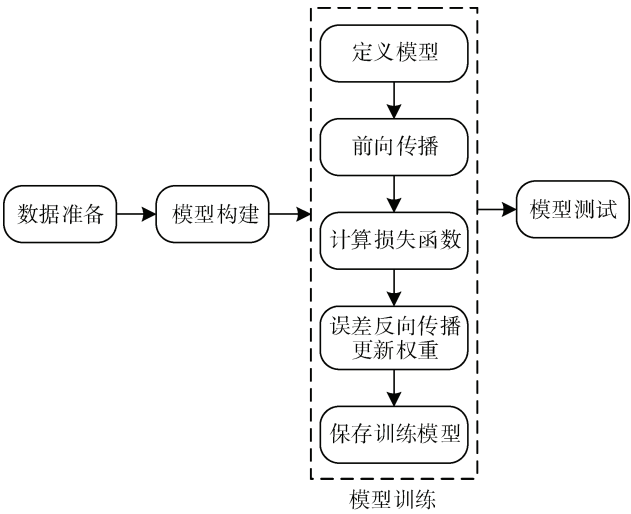 数据准备
模型构建
定义模型
前向传播
计算损失函数
误差反向传播
更新权重
保存训练模型
模型训练
模型测试